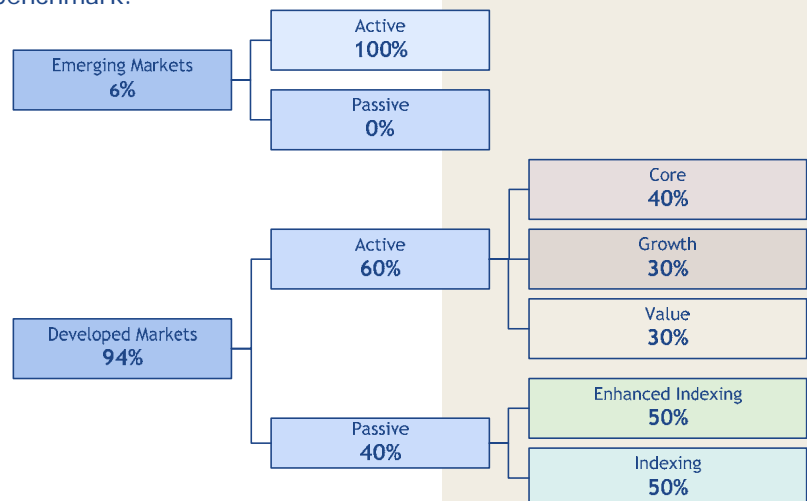 Benchmark.
Active
100%
Emerging Markets
6%
Passive
0%
Core
40%
Active
60%
Growth
30%
Value
30%
Developed Markets
94%
Enhanced Indexing
50%
Passive
40%
Indexing
50%